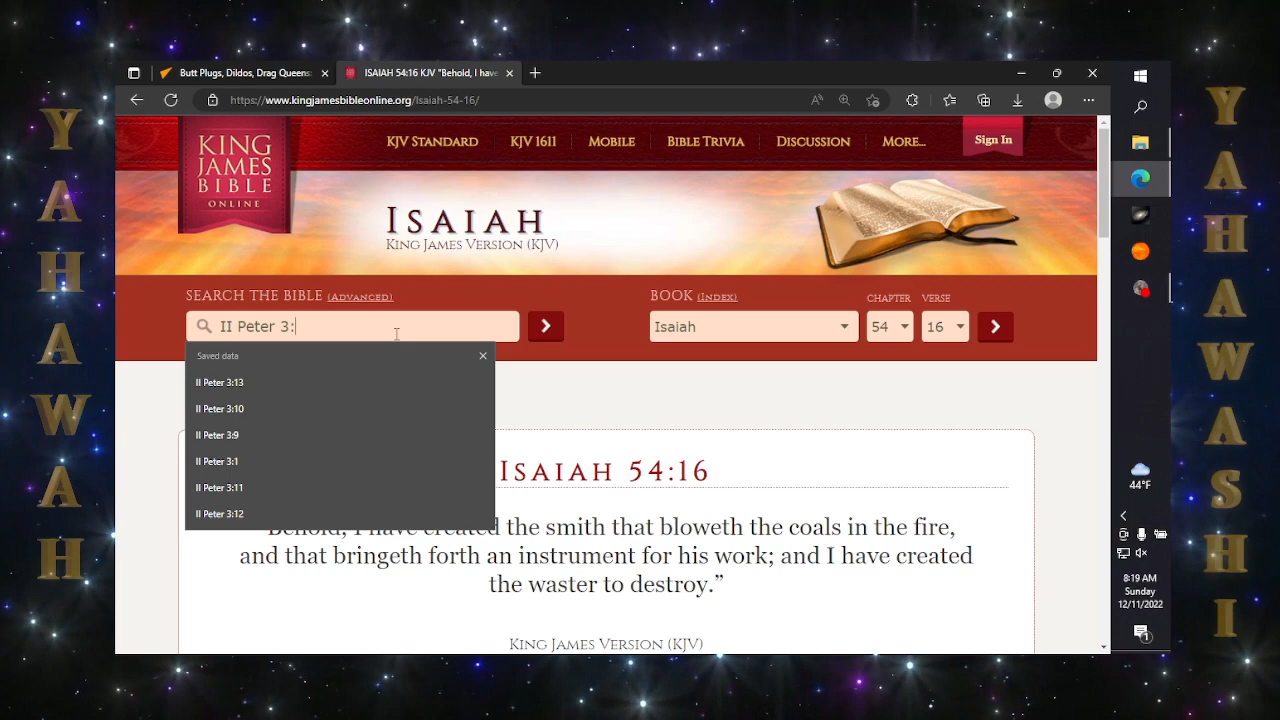 YAHAWAH
Butt Plugs, Dildos, Drag Queens:
ISAIAH 54:16 KJV "Behold, I have
https://www.kingjamesbibleonline.org/Isaiah-54-16/
KING
JAMES
BIBLE
ONLINE
KJV STANDARD
KJV 1611
MOBILE
BIBLE TRIVIA
DISCUSSION
MORE...
Sign In
ISAIAH
KING JAMES VERSION (KJV)
SEARCH THE BIBLE (ADVANCED)
II Peter 3:
BOOK (INDEX)
CHAPTER
VERSE
Isaiah
54
16
Saved data
II Peter 3:13
II Peter 3:10
II Peter 3:9
II Peter 3:1
II Peter 3:11
II Peter 3:12
ISAIAH 54:16
"Behold, I have created the smith that bloweth the coals in the fire,
and that bringeth forth an instrument for his work; and I have created
the waster to destroy.”
KING JAMES VERSION (KJV)
44°F
8:19 AM
Sunday
12/11/2022
1
YAHAWASHI